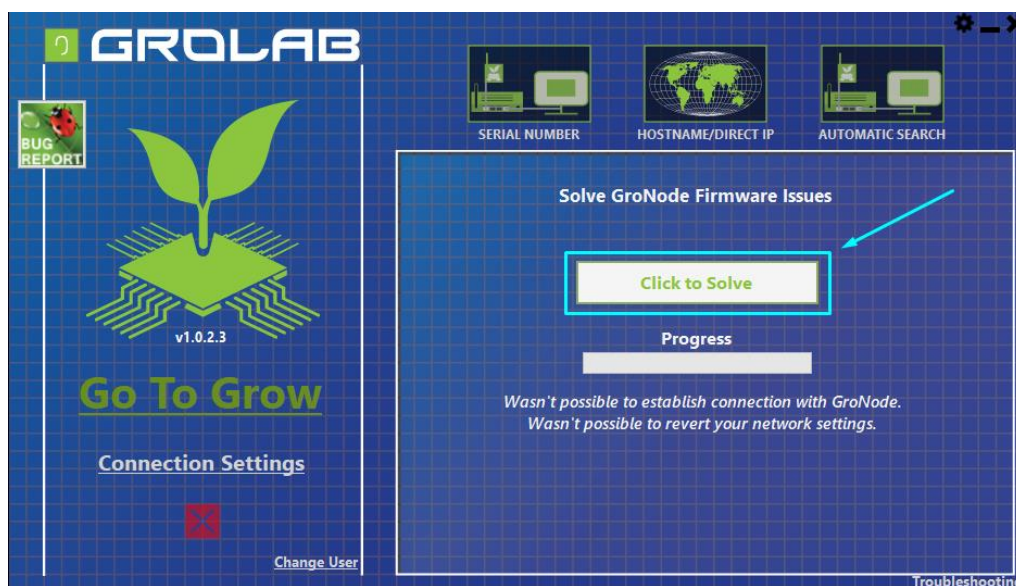 GROLAB
BUG
REPORT
v1.0.2.3
Go To Grow
Connection Settings
Change User
SERIAL NUMBER
HOSTNAME/DIRECT IP
AUTOMATIC SEARCH
Solve GroNode Firmware Issues
Click to Solve
Progress
Wasn't possible to establish connection with GroNode.
Wasn't possible to revert your network settings.
Troubleshooting